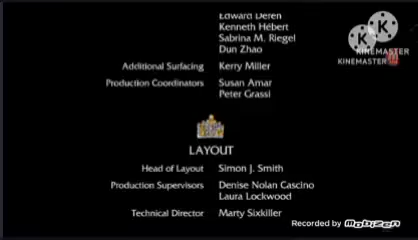 Edward Deren
Kenneth Hébert
Sabrina M. Riegel
Dun Zhao
Additional Surfacing Kerry Miller
Production Coordinators Susan Amar
Peter Grassi
LAYOUT
Head of Layout Simon J. Smith
Production Supervisors Denise Nolan Cascino
Laura Lockwood
Technical Director Marty Sixkiller
K K
KINEMASTER
KINEMASTER
Recorded by Mobizen